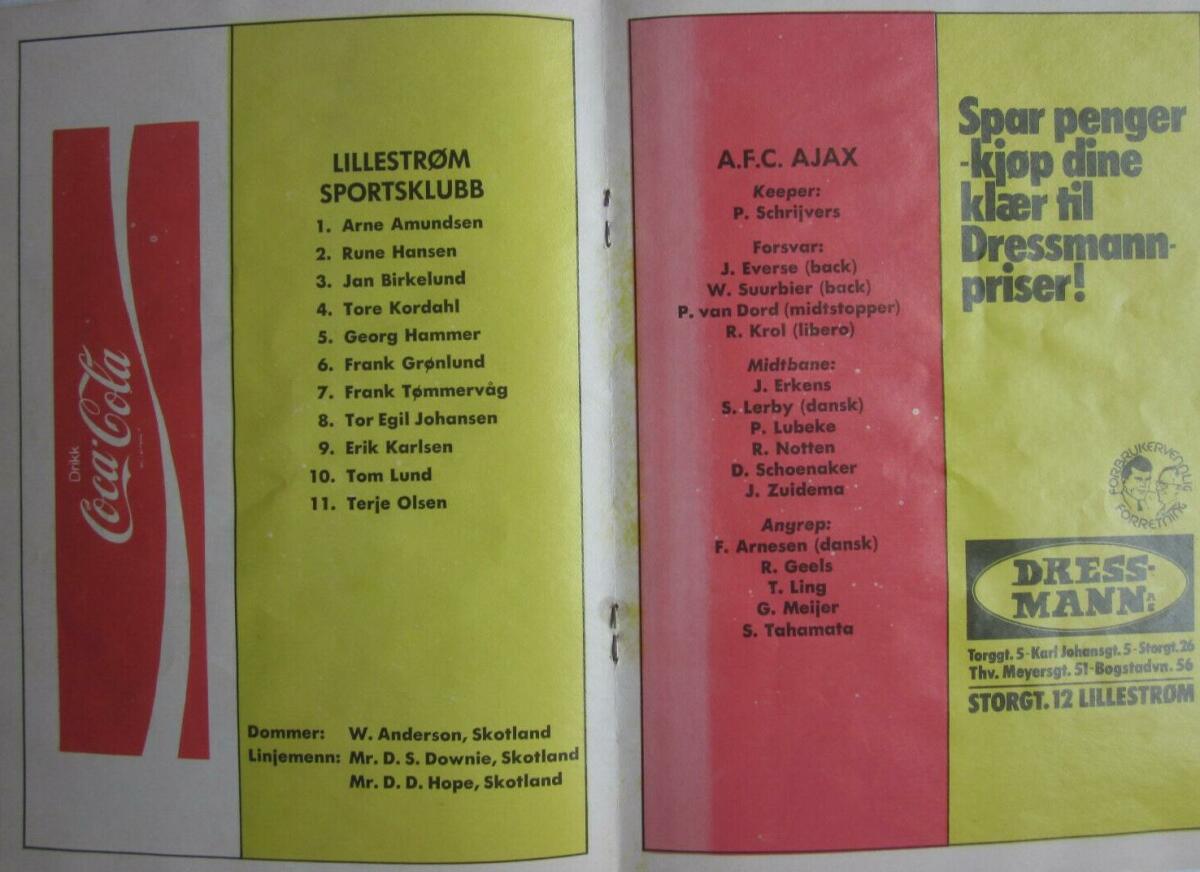 Drikk
Coca-Cola
LILLESTRØM
SPORTSKLUBB
1. Arne Amundsen
2. Rune Hansen
3. Jan Birkelund
4. Tore Kordahl
5. Georg Hammer
6. Frank Grønlund
7. Frank Tømmervåg
8. Tor Egil Johansen
9. Erik Karlsen
10. Tom Lund
11. Terje Olsen
Dommer: W. Anderson, Skotland
Linjemenn: Mr. D. S. Downie, Skotland
Mr. D. D. Hope, Skotland
A.F.C. AJAX
Keeper:
P. Schrijvers
Forsvar:
J. Everse (back)
W. Suurbier (back)
P. van Dord (midtstopper)
R. Krol (libero)
Midtbane:
J. Erkens
S. Lerby (dansk)
P. Lubeke
R. Notten
D. Schoenaker
J. Zuidema
Angrep:
F. Arnesen (dansk)
R. Geels
T. Ling
G. Meijer
S. Tahamata
Spar penger
-kjøp dine
klær til
Dressmann-
priser!
FORBRUKERVENNLIG
FORRETNING
DRESS-
MANN A/S
Torggt. 5-Karl Johansgt. 5-Storgt. 26
Thv. Meyersgt. 51-Bogstadvn. 56
STORGT. 12 LILLESTRØM